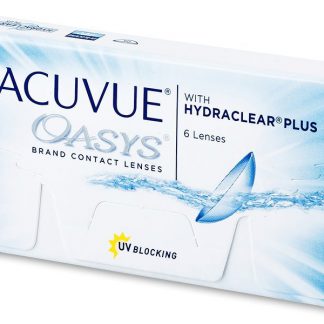 ACUVUE®
OASYS®
BRAND CONTACT LENSES
WITH
HYDRACLEAR® PLUS
6 Lenses
UV BLOCKING